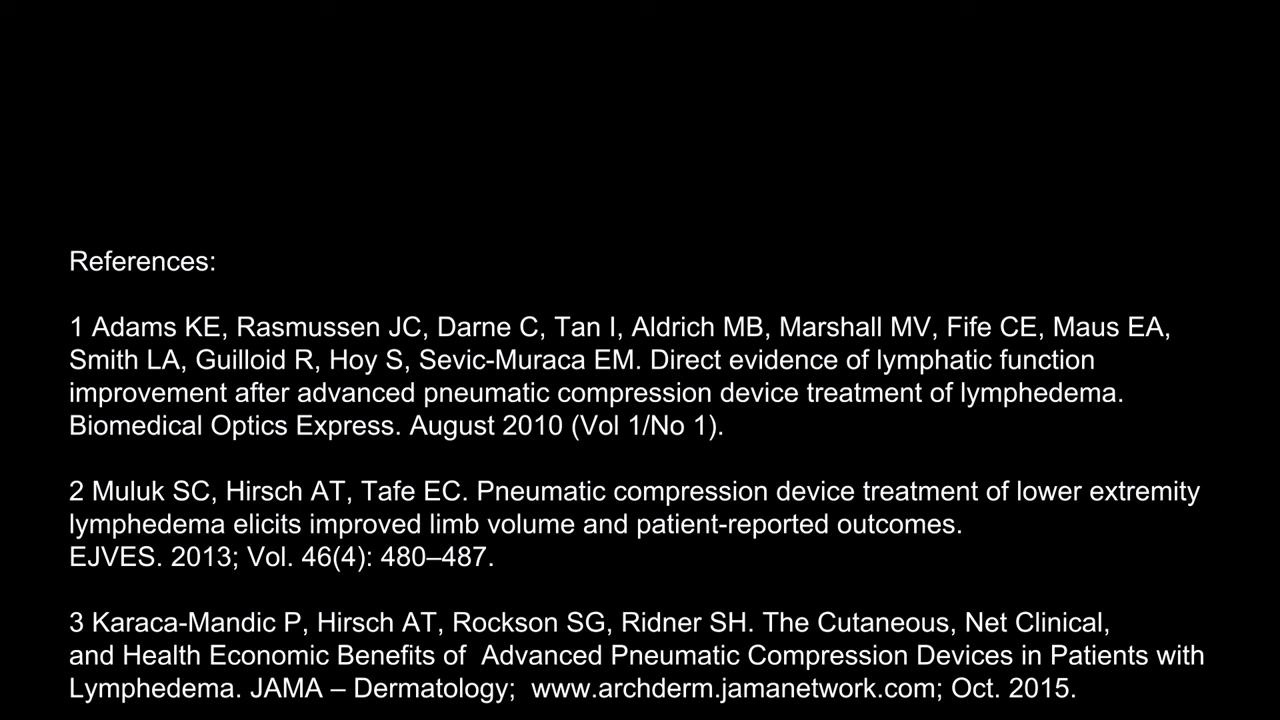 References:
1 Adams KE, Rasmussen JC, Darne C, Tan I, Aldrich MB, Marshall MV, Fife CE, Maus EA,
Smith LA, Guilloid R, Hoy S, Sevic-Muraca EM. Direct evidence of lymphatic function
improvement after advanced pneumatic compression device treatment of lymphedema.
Biomedical Optics Express. August 2010 (Vol 1/No 1).
2 Muluk SC, Hirsch AT, Tafe EC. Pneumatic compression device treatment of lower extremity
lymphedema elicits improved limb volume and patient-reported outcomes.
EJVES. 2013; Vol. 46(4): 480–487.
3 Karaca-Mandic P, Hirsch AT, Rockson SG, Ridner SH. The Cutaneous, Net Clinical,
and Health Economic Benefits of  Advanced Pneumatic Compression Devices in Patients with
Lymphedema. JAMA – Dermatology;  www.archderm.jamanetwork.com; Oct. 2015.